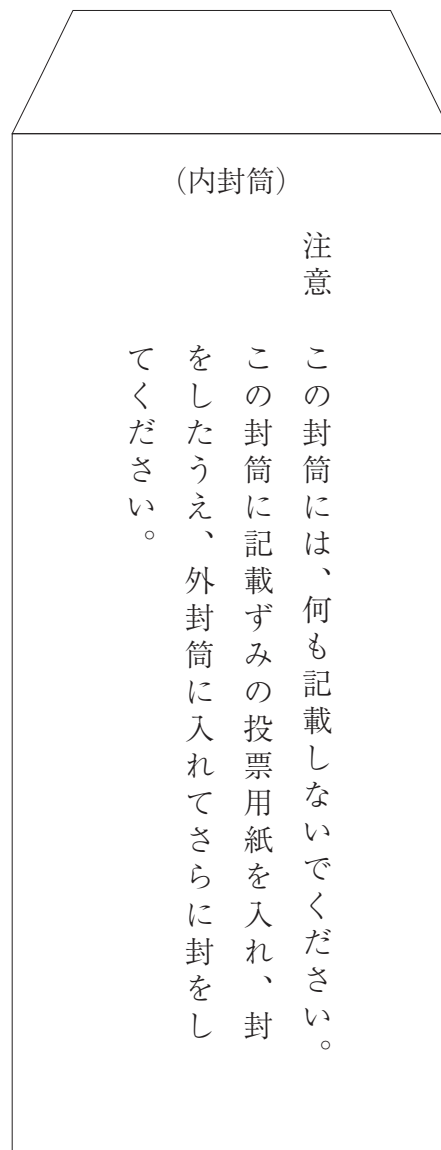 （内封筒）
注意　この封筒には、何も記載しないでください。
この封筒に記載ずみの投票用紙を入れ、封
をしたうえ、外封筒に入れてさらに封をし
てください。